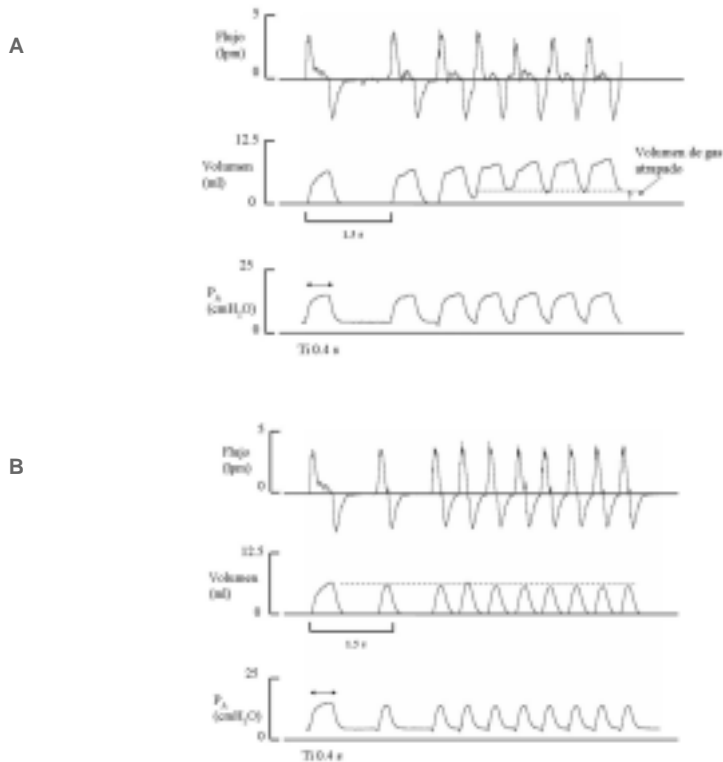 A
5
Flujo
(lpm)
0
12.5
Volumen
(ml)
0
Volumen de gas
atrapado
1.5 s
25
P_A
(cmH₂O)
0
Ti 0.4 s
B
5
Flujo
(lpm)
0
12.5
Volumen
(ml)
0
1.5 s
25
P_A
(cmH₂O)
0
Ti 0.4 s